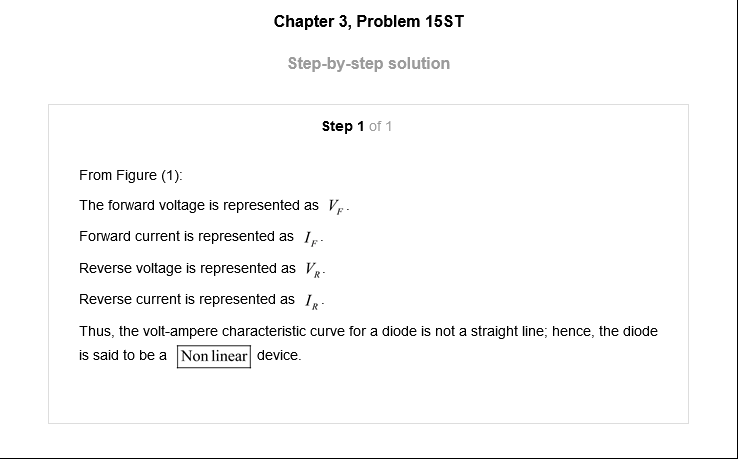 Chapter 3, Problem 15ST
Step-by-step solution
Step 1 of 1
From Figure (1):
The forward voltage is represented as V_F.
Forward current is represented as I_F.
Reverse voltage is represented as V_R.
Reverse current is represented as I_R.
Thus, the volt-ampere characteristic curve for a diode is not a straight line; hence, the diode
is said to be a Non linear device.